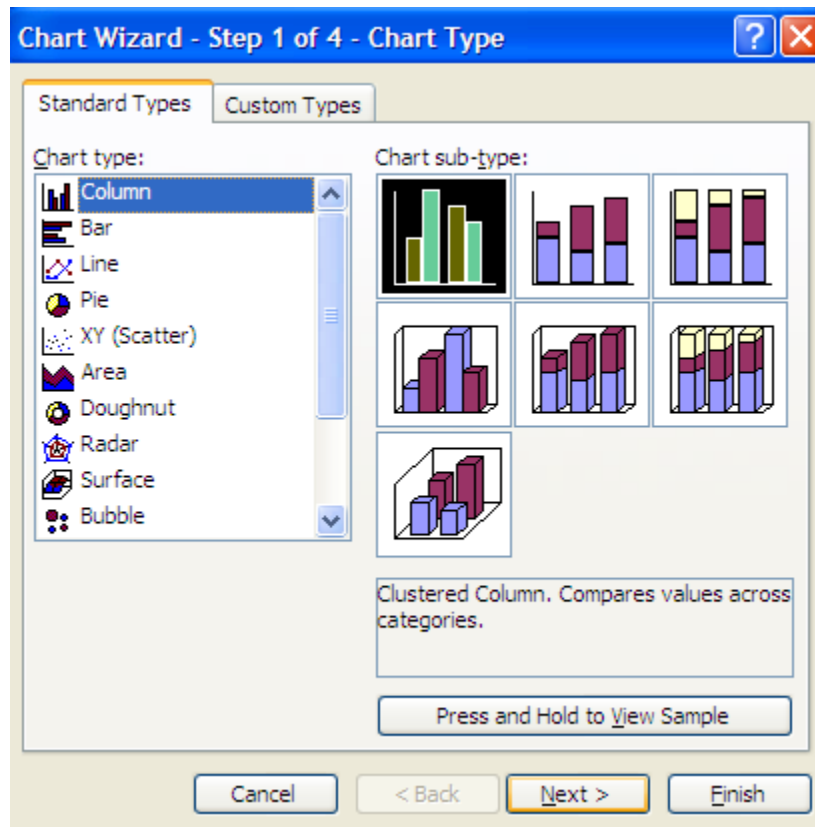 Chart Wizard - Step 1 of 4 - Chart Type
Standard Types
Custom Types
Chart type:
Column
Bar
Line
Pie
XY (Scatter)
Area
Doughnut
Radar
Surface
Bubble
Chart sub-type:
Clustered Column. Compares values across
categories.
Press and Hold to View Sample
Cancel
< Back
Next >
Finish